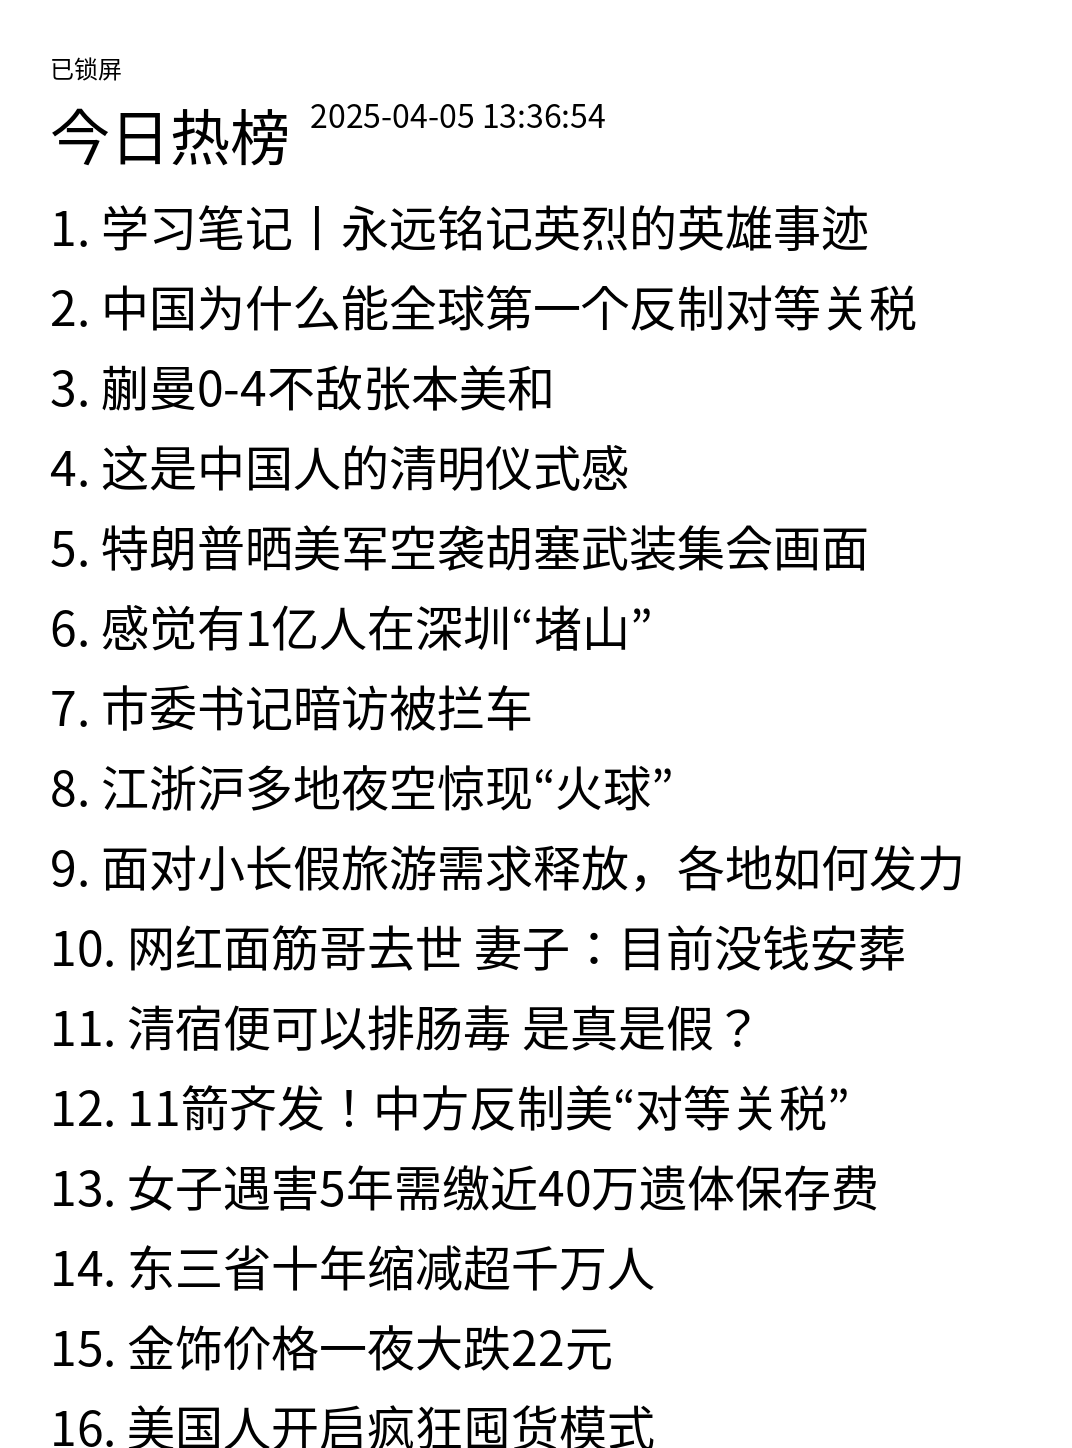 已锁屏
今日热榜 2025-04-05 13:36:54
1. 学习笔记丨永远铭记英烈的英雄事迹
2. 中国为什么能全球第一个反制对等关税
3. 蒯曼0-4不敌张本美和
4. 这是中国人的清明仪式感
5. 特朗普晒美军空袭胡塞武装集会画面
6. 感觉有1亿人在深圳“堵山”
7. 市委书记暗访被拦车
8. 江浙沪多地夜空惊现“火球”
9. 面对小长假旅游需求释放，各地如何发力
10. 网红面筋哥去世 妻子：目前没钱安葬
11. 清宿便可以排肠毒 是真是假？
12. 11箭齐发！中方反制美“对等关税”
13. 女子遇害5年需缴近40万遗体保存费
14. 东三省十年缩减超千万人
15. 金饰价格一夜大跌22元
16. 美国人开启疯狂囤货模式